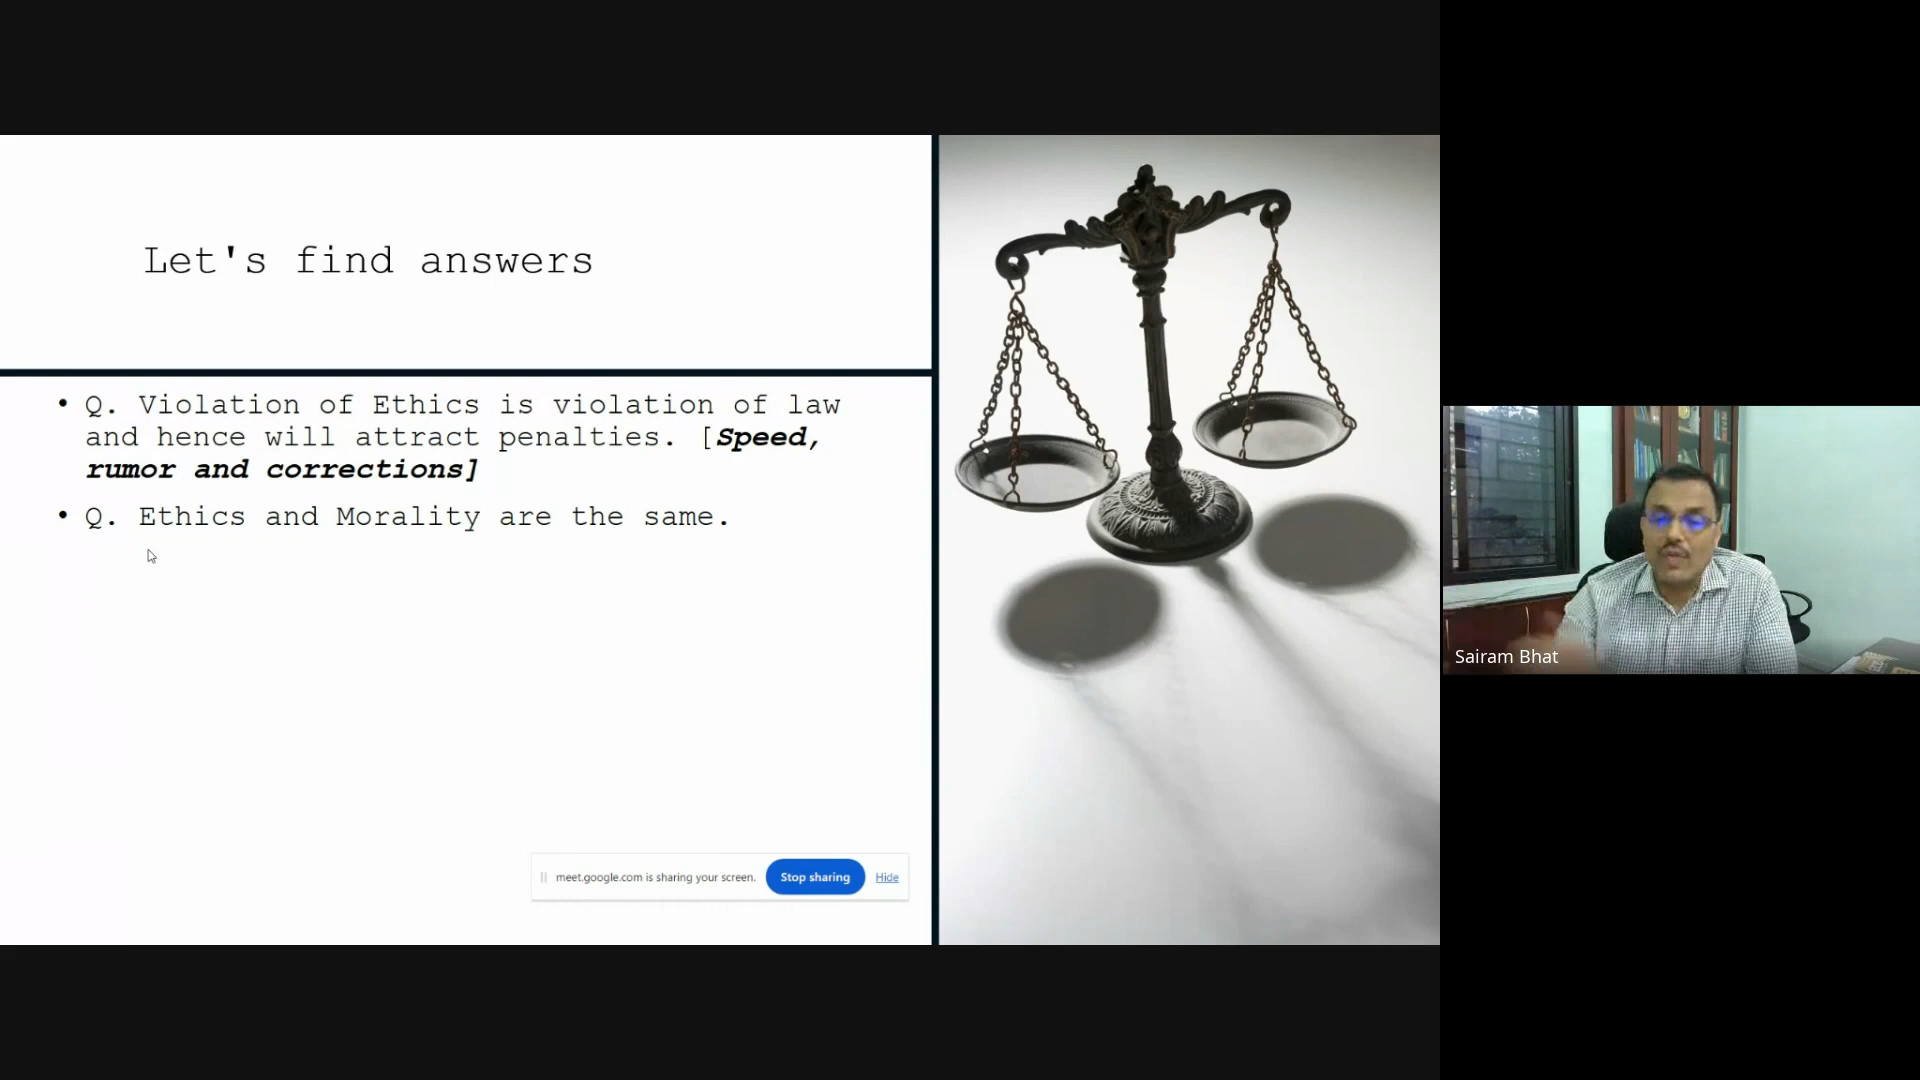 Let's find answers
• Q. Violation of Ethics is violation of law
and hence will attract penalties. [Speed,
rumor and corrections]
• Q. Ethics and Morality are the same.
meet.google.com is sharing your screen. Stop sharing Hide
Sairam Bhat